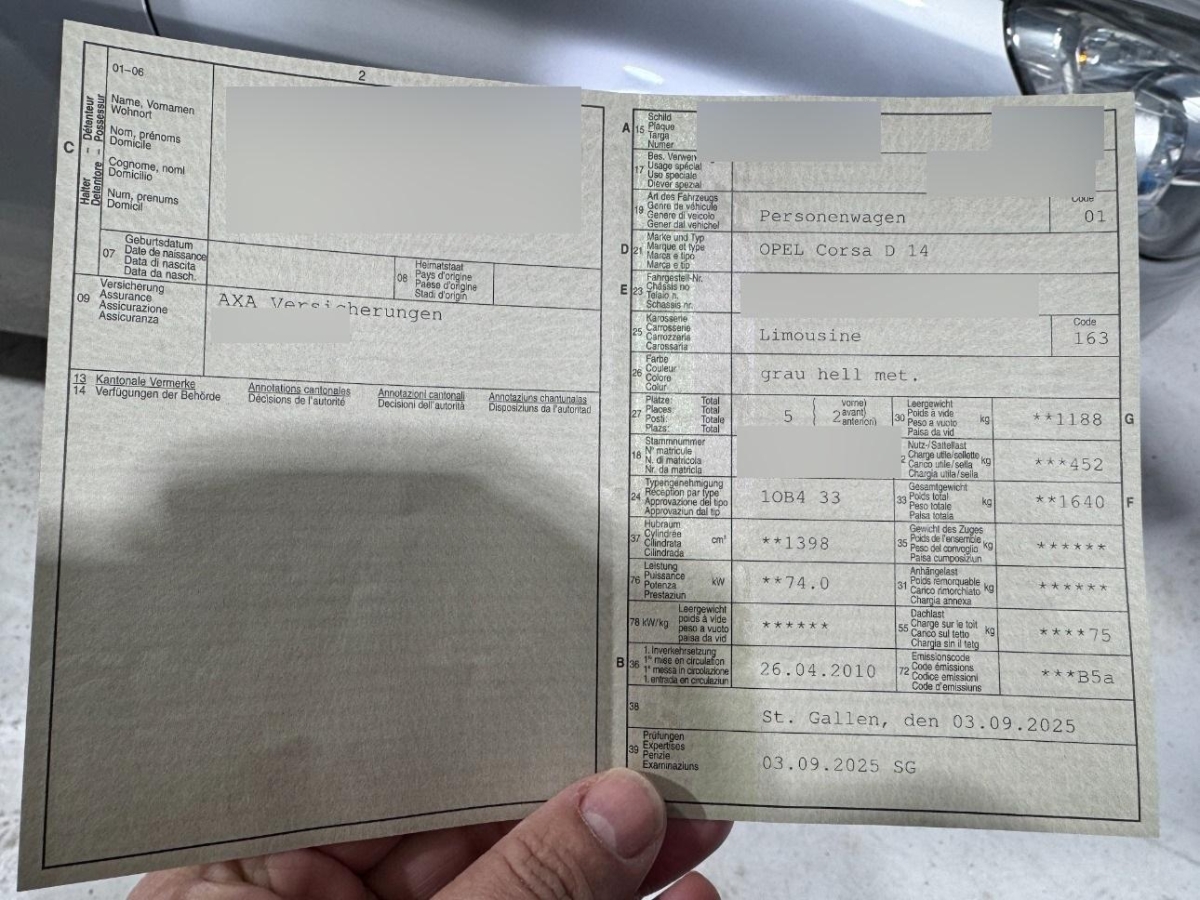 2
01-06
Name, Vornamen
Wohnort
Nom, prénoms
Domicile
Cognome, nomi
Domicilio
Num, prenums
Domicil
C
Halter – Détenteur
Detentore – Possessur
07
Geburtsdatum
Date de naissance
Data di nascita
Data da nasch.
08
Heimatstaat
Pays d'origine
Paese d'origine
Stadi d'origin
09
Versicherung
Assurance
Assicurazione
Assicuranza
AXA Versicherungen
13 Kantonale Vermerke
14 Verfügungen der Behörde
Annotations cantonales
Décisions de l'autorité
Annotazioni cantonali
Decisioni dell'autorità
Annotaziuns chantunalas
Disposiziuns da l'autoritad
A
15
Schild
Plaque
Targa
Numer
17
Bes. Verwen
Usage spécial
Uso speciale
Diever spezial
19
Art des Fahrzeugs
Genre de véhicule
Genere di veicolo
Gener dal vehichel
Personenwagen
Code
01
D
21
Marke und Typ
Marque et type
Marca e tipo
Marca e tip
OPEL Corsa D 14
E
23
Fahrgestell-Nr.
Châssis no
Telaio n.
Schassis nr.
25
Karosserie
Carrosserie
Carrozzeria
Carossaria
Limousine
Code
163
26
Farbe
Couleur
Colore
Colur
grau hell met.
27
Plätze: Total
Places: Total
Posti: Totale
Plazs: Total
5
vorne)
2 avant)
anteriori)
30
Leergewicht
Poids à vide
Peso a vuoto
Paisa da vid
kg
**1188
G
18
Stammnummer
N° matricule
N. di matricola
Nr. da matricla
2
Nutz-/Sattellast
Charge utile/sellette
Carico utile/sella
Chargia utila/sella
kg
***452
24
Typengenehmigung
Réception par type
Approvazione del tipo
Approvaziun dal tip
1OB4 33
33
Gesamtgewicht
Poids total
Peso totale
Paisa totala
kg
**1640
F
37
Hubraum
Cylindrée
Cilindrata
Cilindrada
cm³
**1398
35
Gewicht des Zuges
Poids de l'ensemble
Peso del convoglio
Paisa cumposiziun
kg
******
76
Leistung
Puissance
Potenza
Prestaziun
kW
**74.0
31
Anhängelast
Poids remorquable
Carico rimorchiato
Chargia annexa
kg
******
78 kW/kg
Leergewicht
poids à vide
peso a vuoto
paisa da vid
******
55
Dachlast
Charge sur le toit
Carico sul tetto
Chargia sin il tetg
kg
****75
B
36
1. Inverkehrsetzung
1re mise en circulation
1a messa in circolazione
1. entrada en circulaziun
26.04.2010
72
Emissionscode
Code émissions
Codice emissioni
Code d'emissiuns
***B5a
38
St. Gallen, den 03.09.2025
39
Prüfungen
Expertises
Perizie
Examinaziuns
03.09.2025 SG